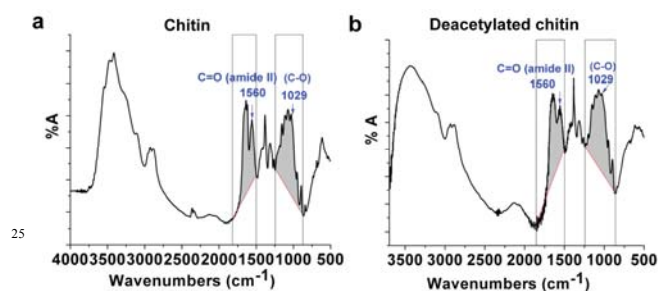 a
Chitin
C=O (amide II) (C-O)
1560 1029
%A
4000 3500 3000 2500 2000 1500 1000 500
Wavenumbers (cm-1)
b
Deacetylated chitin
C=O (amide II) (C-O)
1560 1029
%A
3500 3000 2500 2000 1500 1000 500
Wavenumbers (cm-1)
25